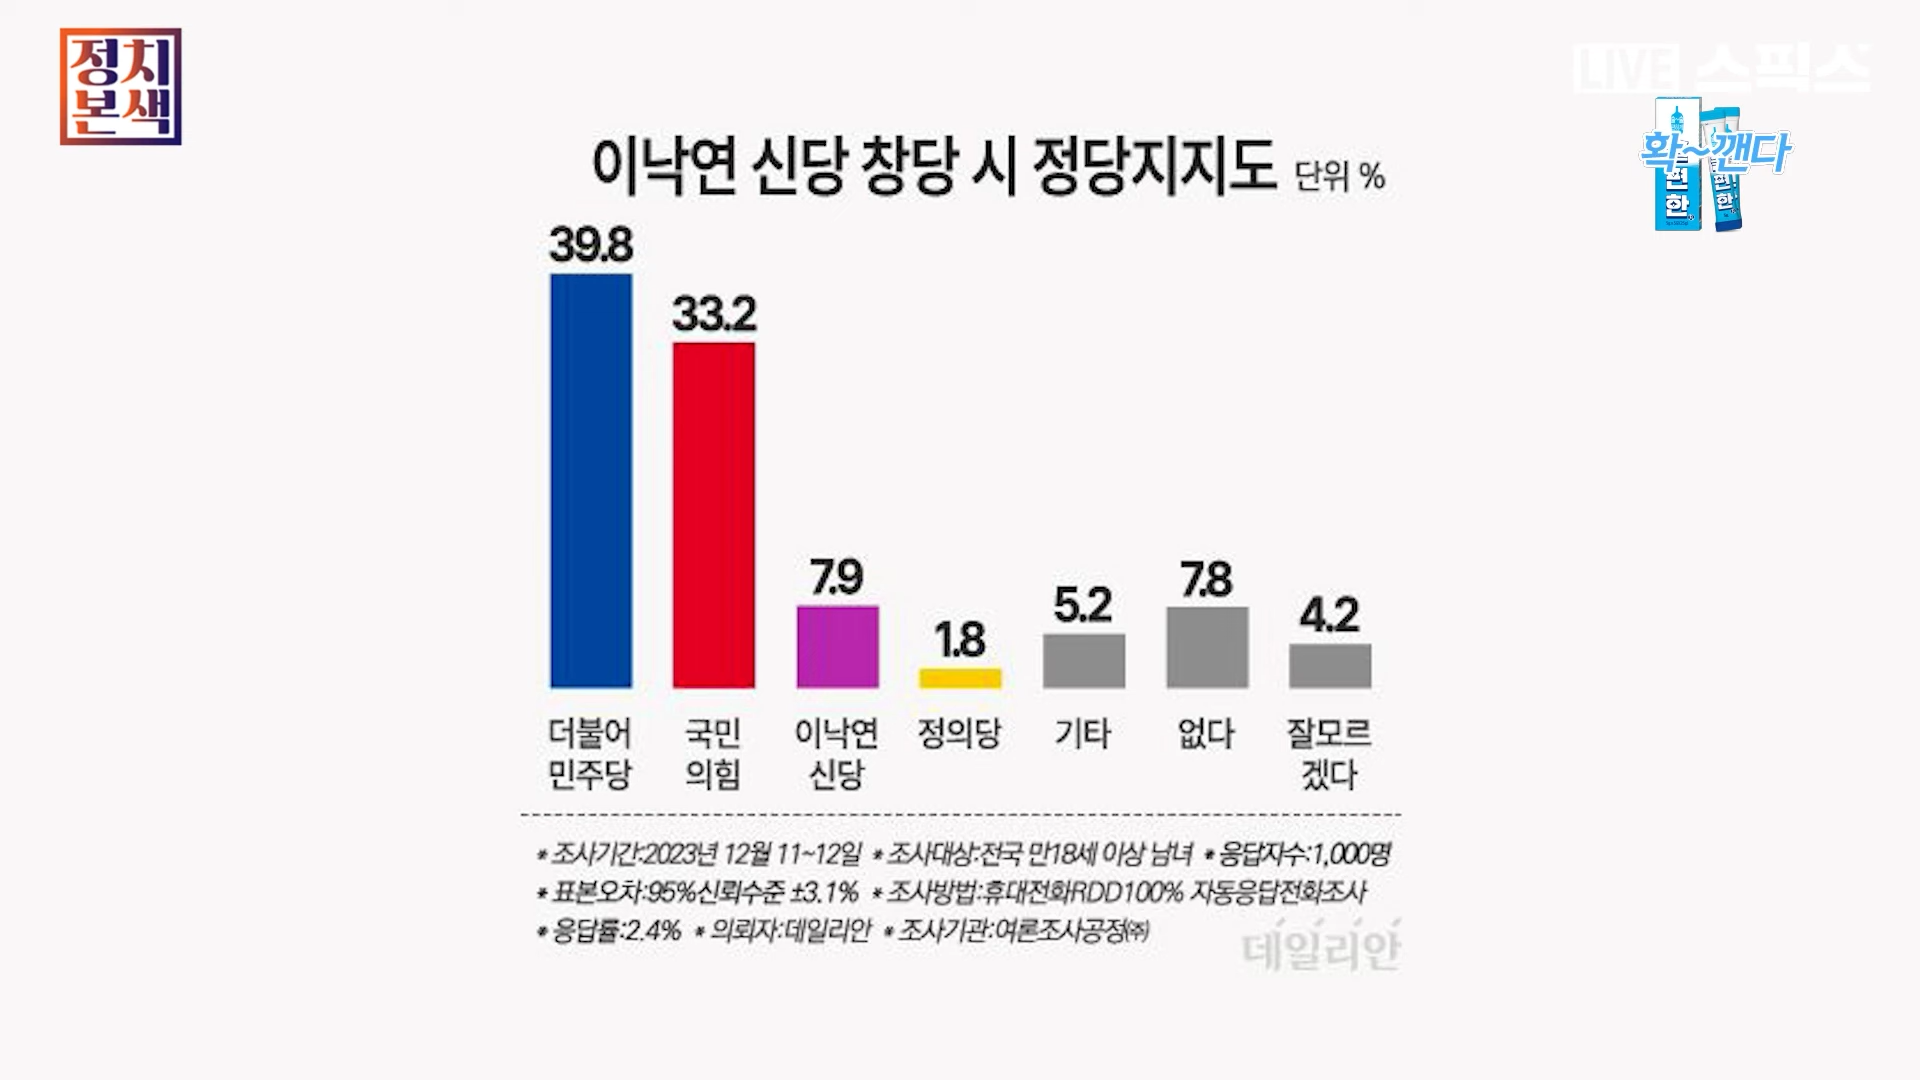 정치
본색
LIVE 스픽스
확~깬다
편한
편한
이낙연 신당 창당 시 정당지지도 단위 %
39.8
33.2
7.9
1.8
5.2
7.8
4.2
더불어
민주당
국민
의힘
이낙연
신당
정의당
기타
없다
잘모르
겠다
* 조사기간:2023년 12월 11~12일 * 조사대상:전국 만18세 이상 남녀 * 응답자수:1,000명
* 표본오차:95%신뢰수준 ±3.1% * 조사방법:휴대전화RDD100% 자동응답전화조사
* 응답률:2.4% * 의뢰자:데일리안 * 조사기관:여론조사공정㈜
데일리안